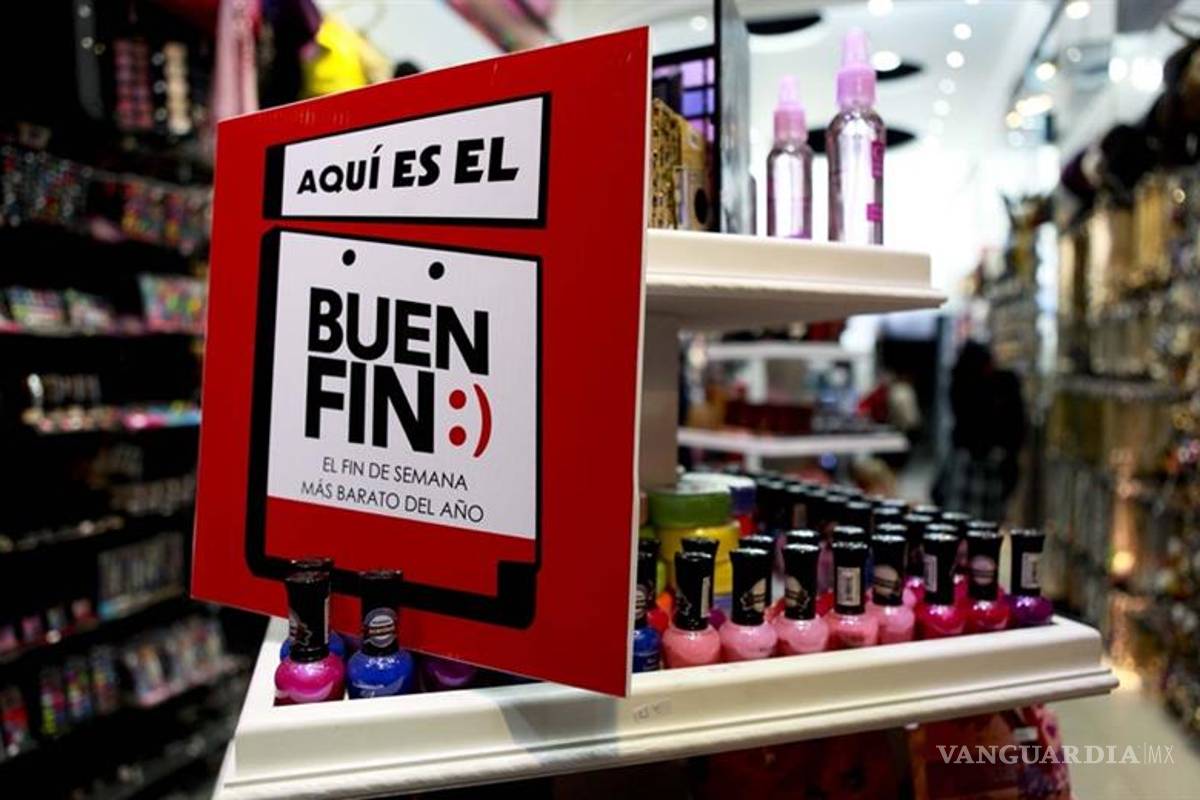 AQUÍ ES EL
BUEN
FIN:)
EL FIN DE SEMANA
MÁS BARATO DEL AÑO
VANGUARDIA|MX